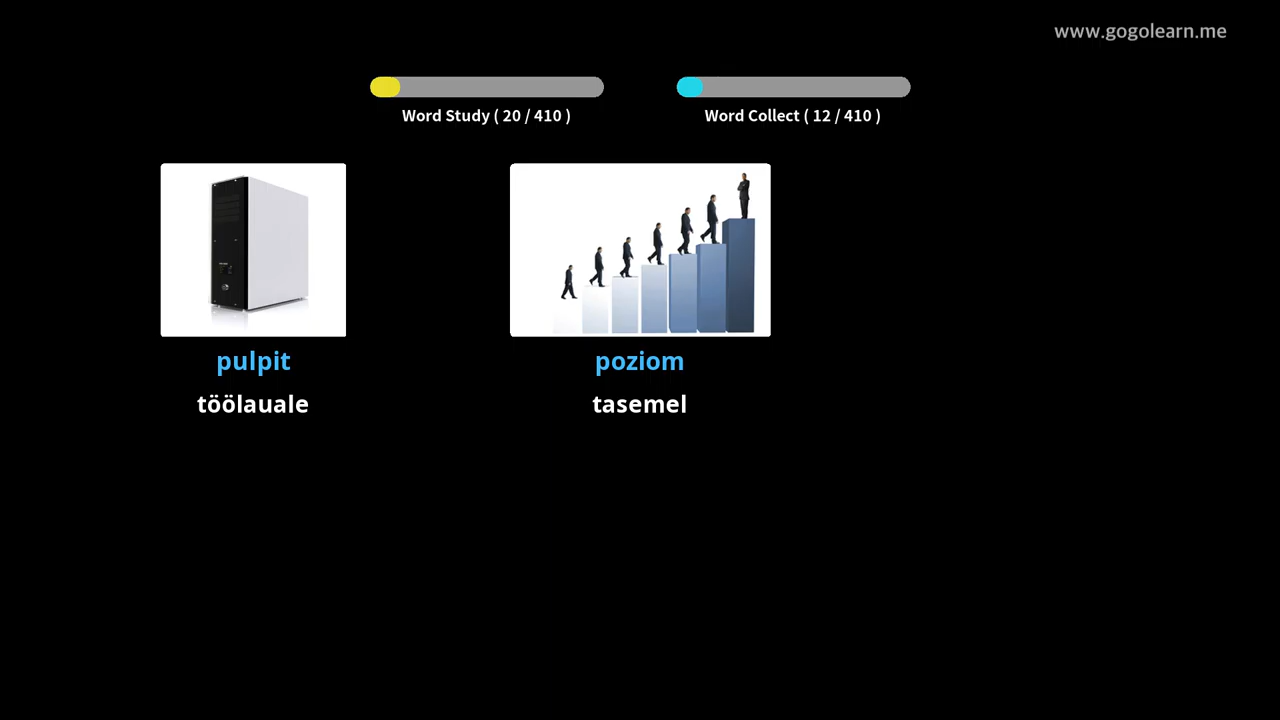 www.gogolearn.me
Word Study ( 20 / 410 )
Word Collect ( 12 / 410 )
pulpit
poziom
töölauale
tasemel